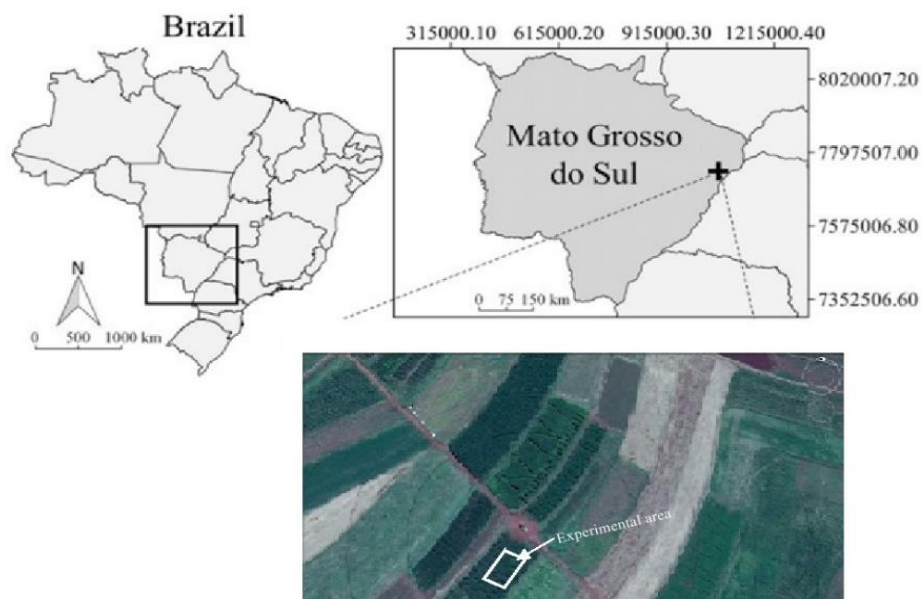 Brazil
N
0 500 1000 km
315000.10 615000.20 915000.30 1215000.40
8020007.20
7797507.00
7575006.80
7352506.60
Mato Grosso
do Sul
0 75 150 km
Experimental area